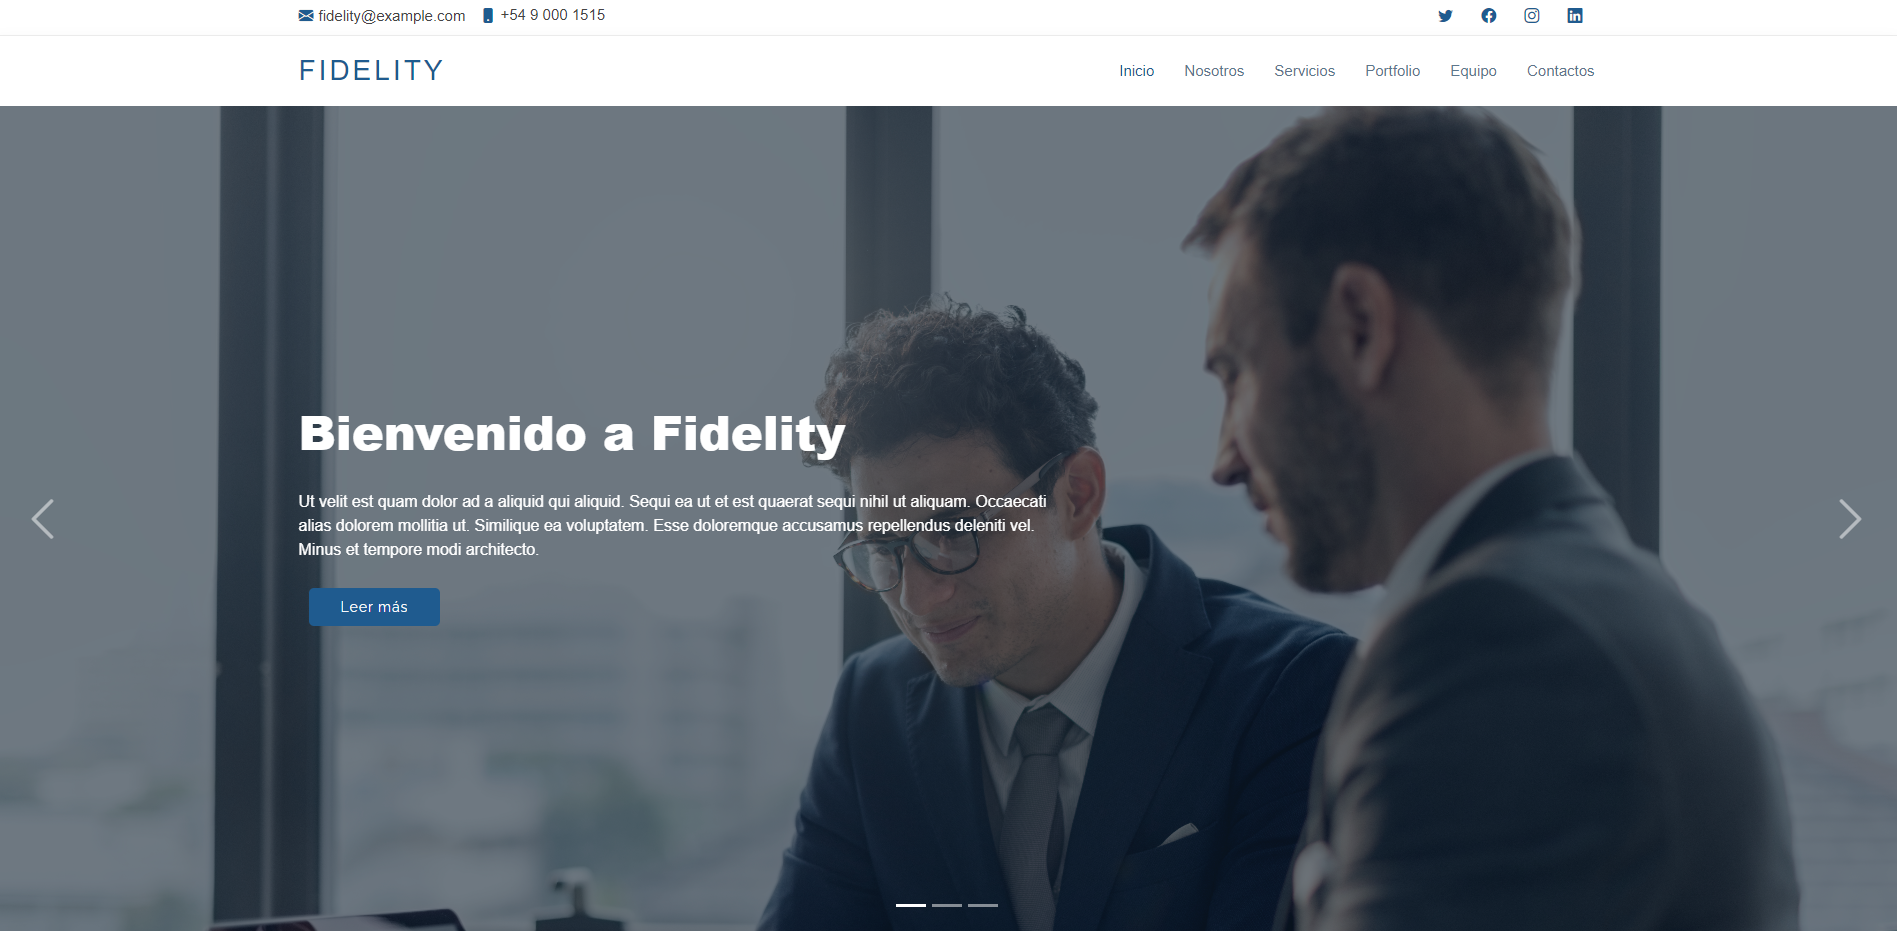 fidelity@example.com +54 9 000 1515
FIDELITY
Inicio Nosotros Servicios Portfolio Equipo Contactos
Bienvenido a Fidelity
Ut velit est quam dolor ad a aliquid qui aliquid. Sequi ea ut et est quaerat sequi nihil ut aliquam. Occaecati
alias dolorem mollitia ut. Similique ea voluptatem. Esse doloremque accusamus repellendus deleniti vel.
Minus et tempore modi architecto.
Leer más